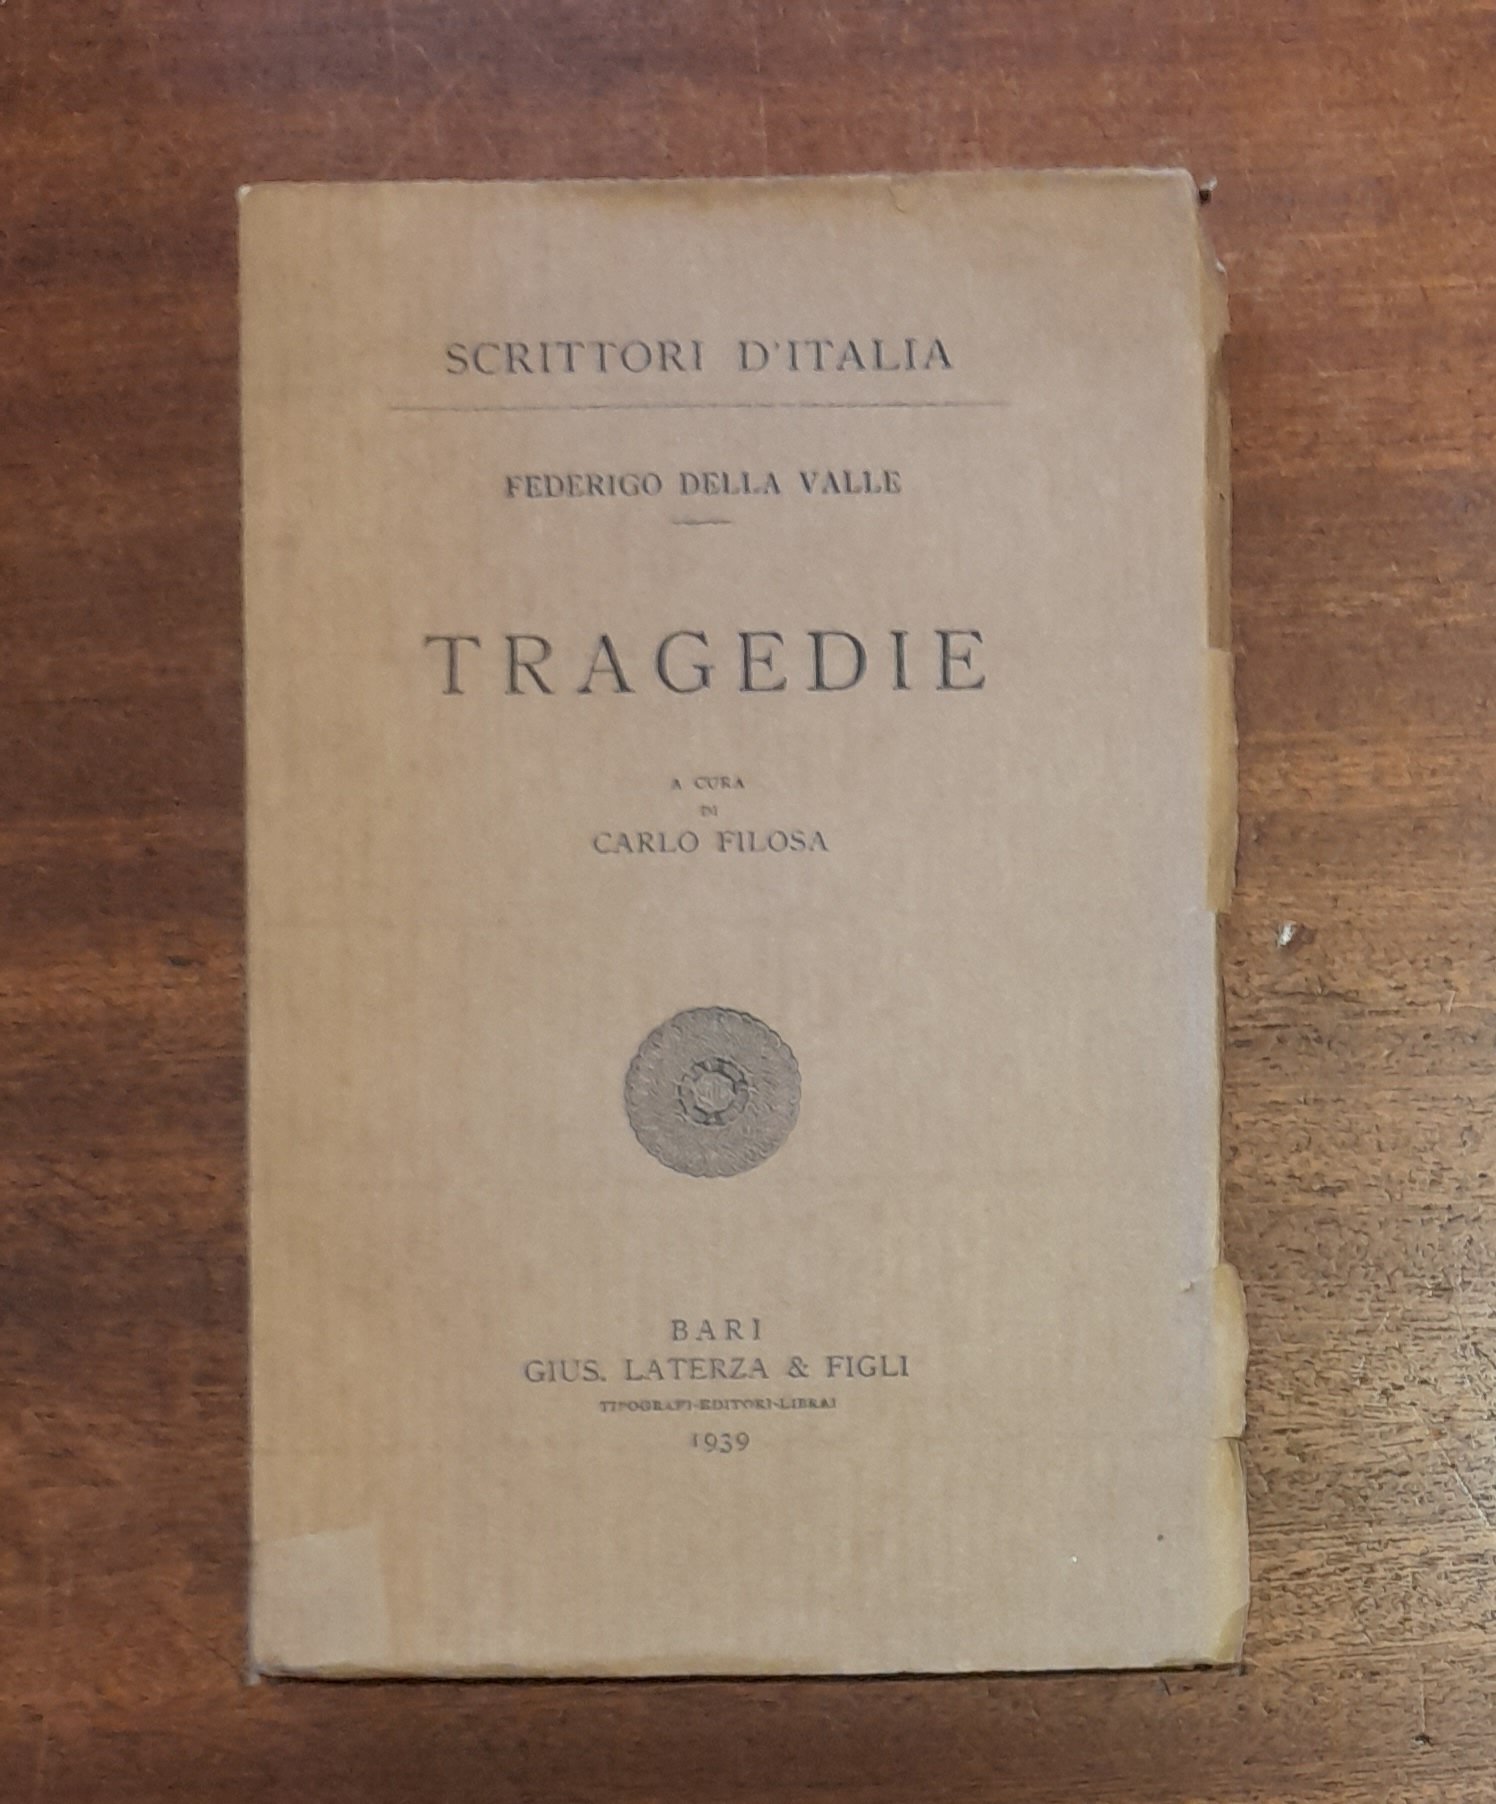 SCRITTORI D'ITALIA
FEDERIGO DELLA VALLE
TRAGEDIE
A CURA
DI
CARLO FILOSA
BARI
GIUS. LATERZA & FIGLI
TIPOGRAFI-EDITORI-LIBRAI
1939